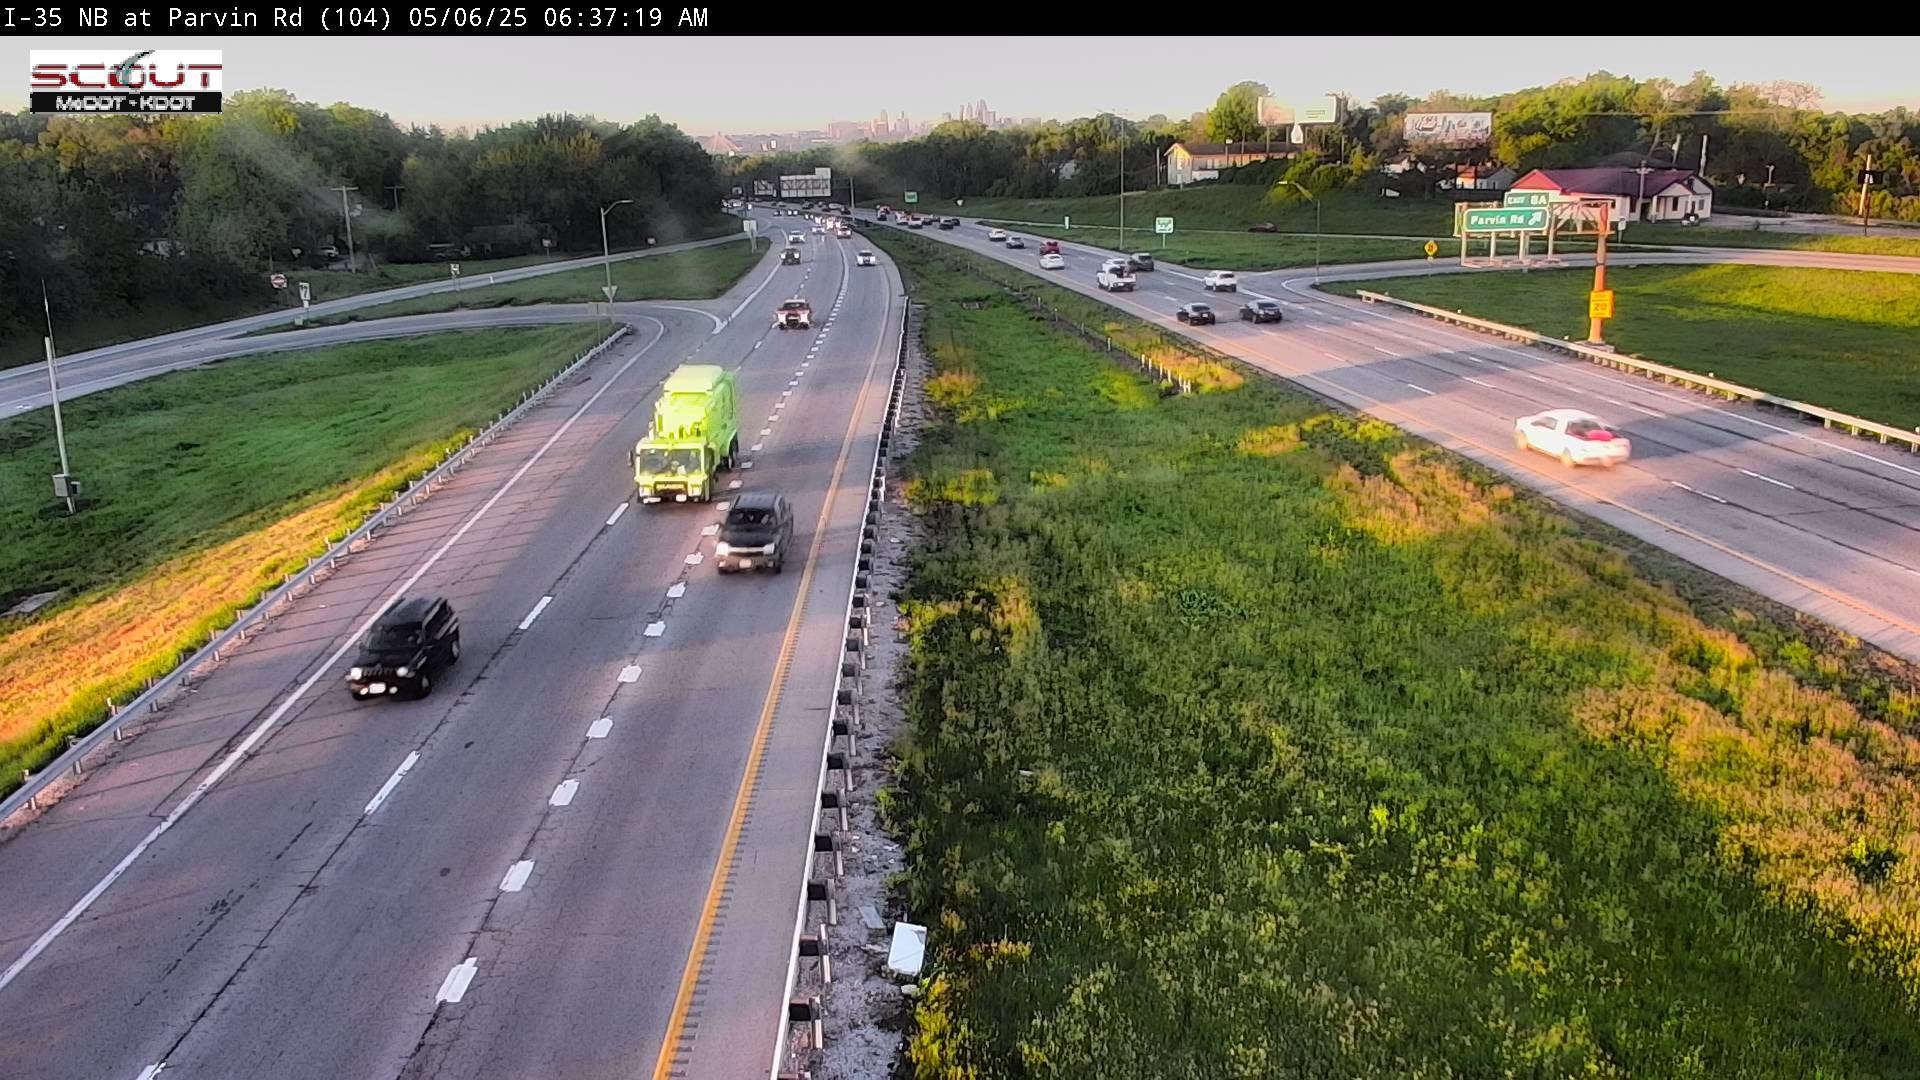 I-35 NB at Parvin Rd (104) 05/06/25 06:37:19 AM
SCOUT
MoDOT - KDOT
EXIT 8A
Parvin Rd
20